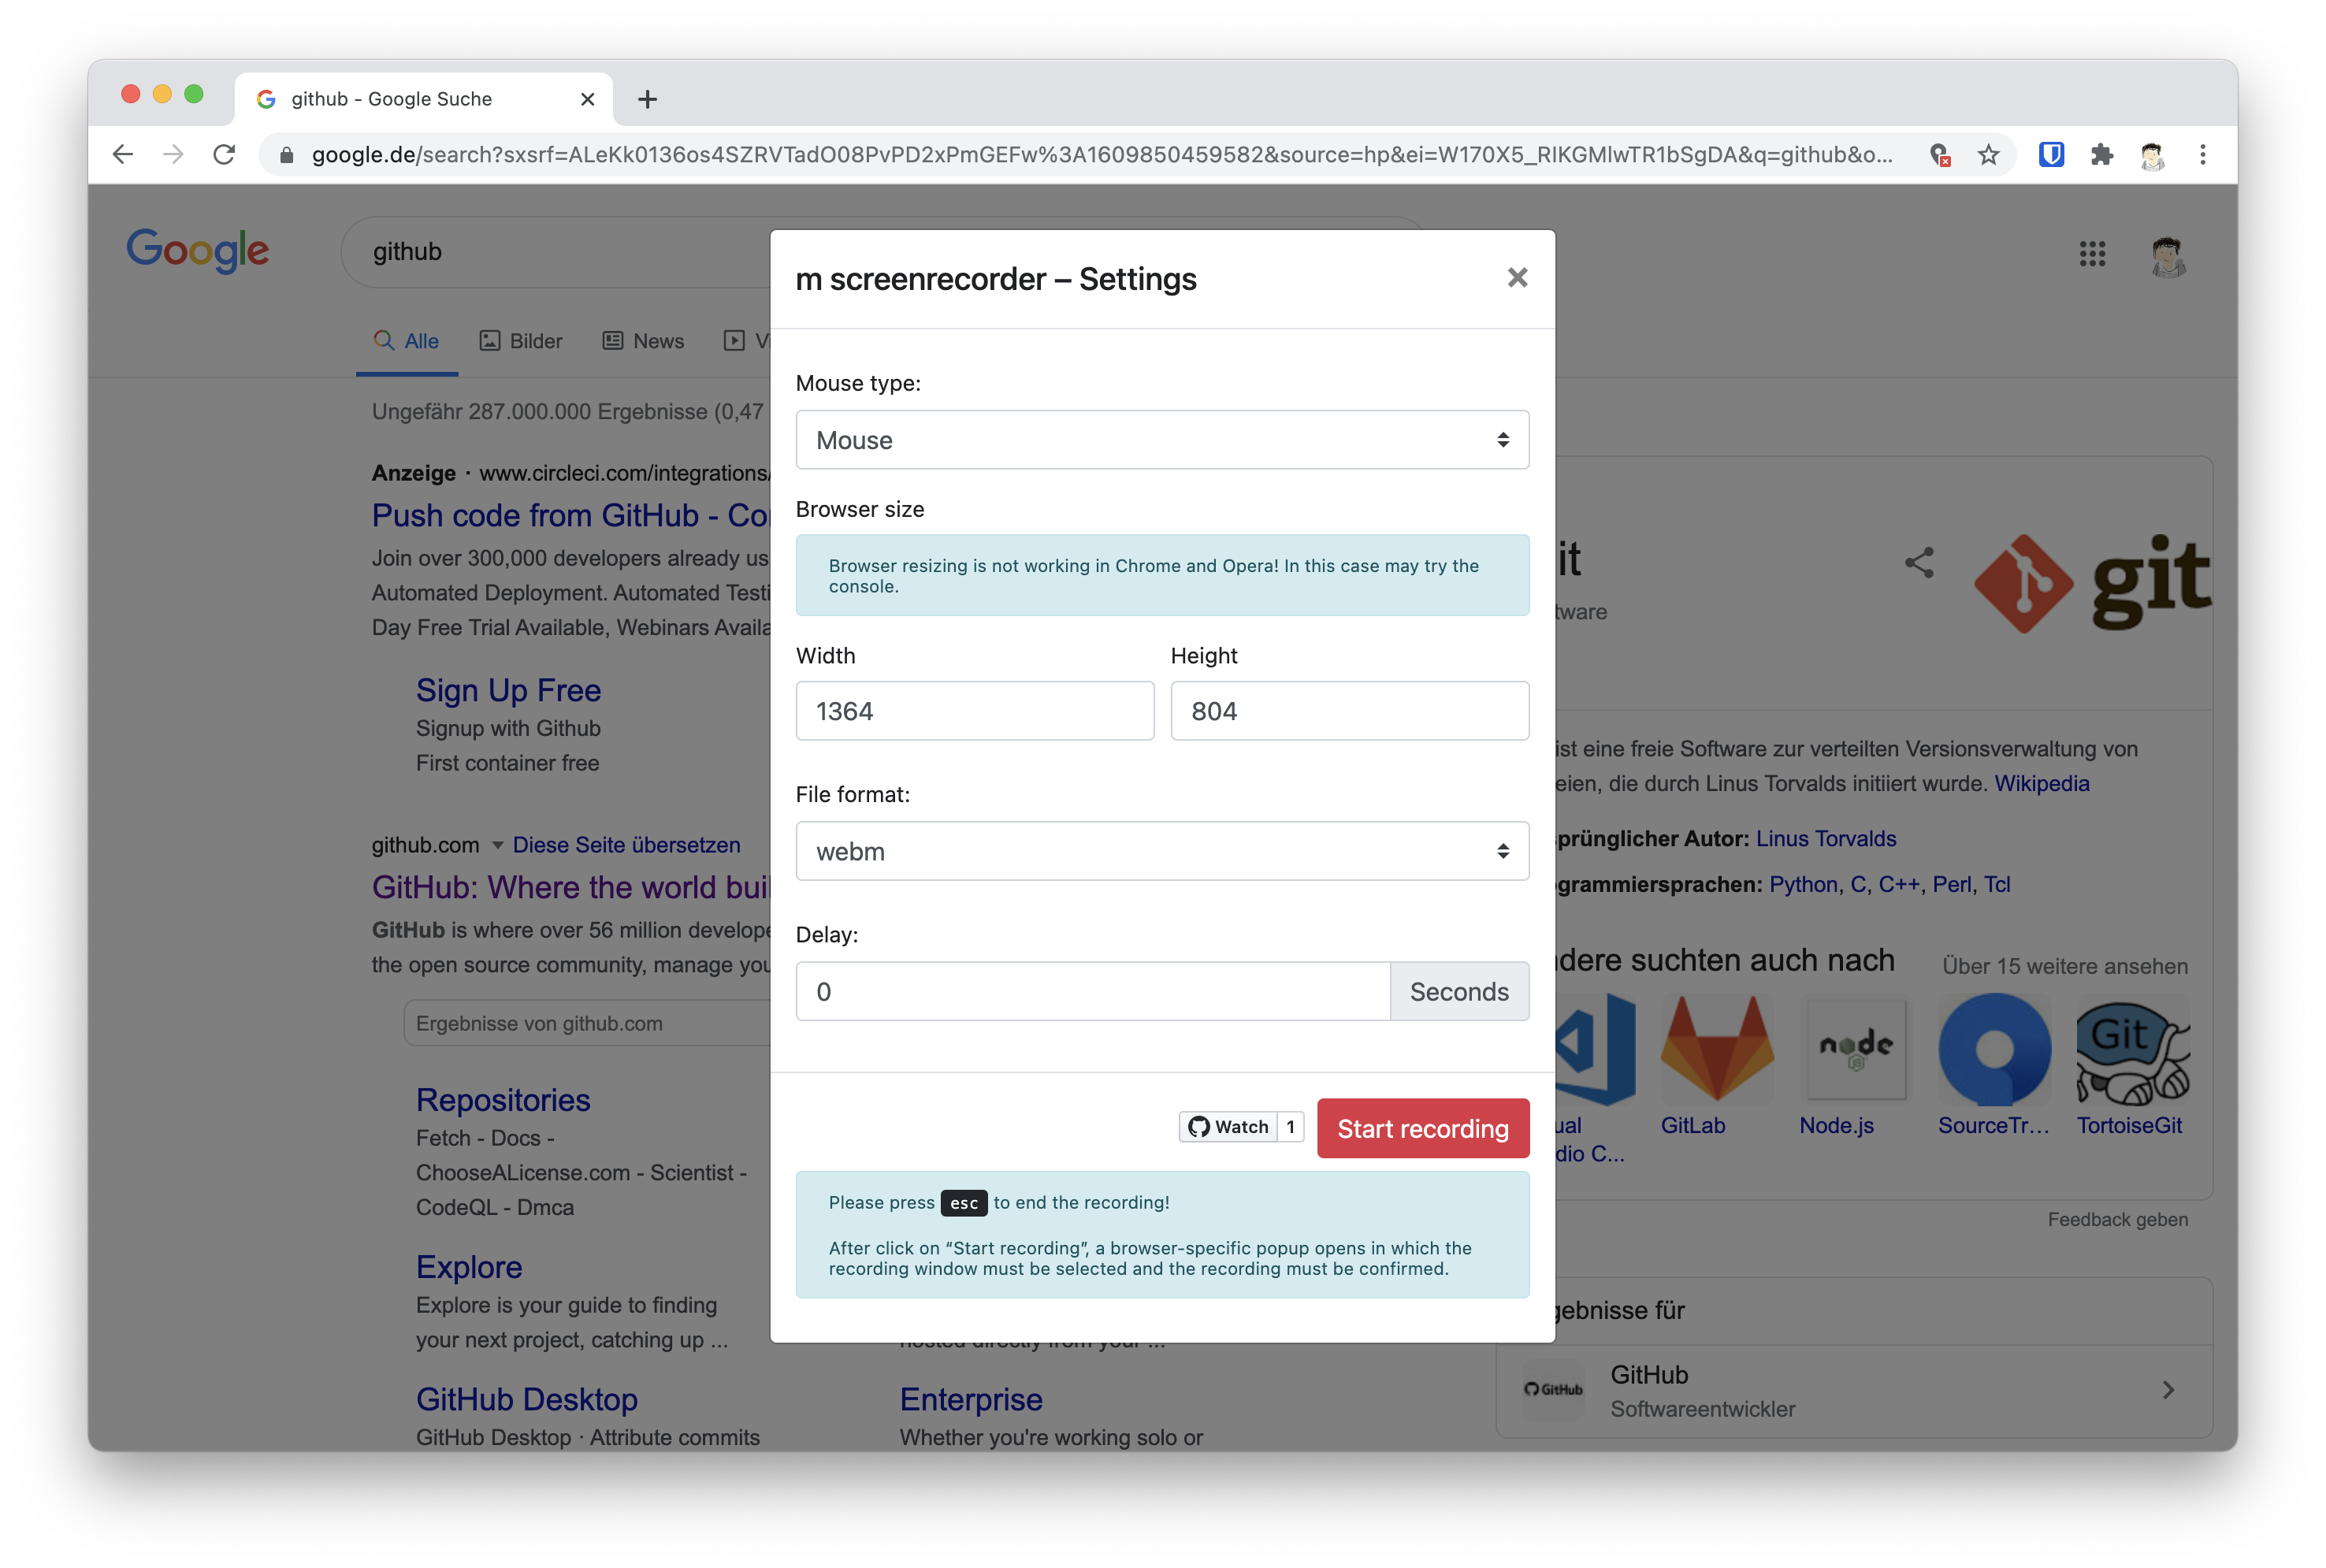 github - Google Suche
google.de/search?sxsrf=ALeKk0136os4SZRVTadO08PvPD2xPmGEFw%3A1609850459582&source=hp&ei=W170X5_RIKGMlwTR1bSgDA&q=github&o...
Google
github
Alle
Bilder
News
Ungefähr 287.000.000 Ergebnisse (0,47
Anzeige · www.circleci.com/integrations/
Push code from GitHub - Co
Join over 300,000 developers already us
Automated Deployment. Automated Testi
Day Free Trial Available, Webinars Availa
Sign Up Free
Signup with Github
First container free
github.com
Diese Seite übersetzen
GitHub: Where the world buil
GitHub is where over 56 million develope
the open source community, manage you
Ergebnisse von github.com
Repositories
Fetch - Docs -
ChooseALicense.com - Scientist -
CodeQL - Dmca
Explore
Explore is your guide to finding
your next project, catching up ...
GitHub Desktop
GitHub Desktop · Attribute commits
hosted directly from your ...
Enterprise
Whether you're working solo or
m screenrecorder – Settings
Mouse type:
Mouse
Browser size
Browser resizing is not working in Chrome and Opera! In this case may try the
console.
Width
Height
1364
804
File format:
webm
Delay:
0
Seconds
Watch
1
Start recording
Please press esc to end the recording!
After click on “Start recording”, a browser-specific popup opens in which the
recording window must be selected and the recording must be confirmed.
it
tware
git
ist eine freie Software zur verteilten Versionsverwaltung von
eien, die durch Linus Torvalds initiiert wurde. Wikipedia
sprünglicher Autor: Linus Torvalds
grammiersprachen: Python, C, C++, Perl, Tcl
dere suchten auch nach
Über 15 weitere ansehen
node
JS
Git
ual
dio C...
GitLab
Node.js
SourceTr...
TortoiseGit
Feedback geben
gebnisse für
GitHub
GitHub
Softwareentwickler